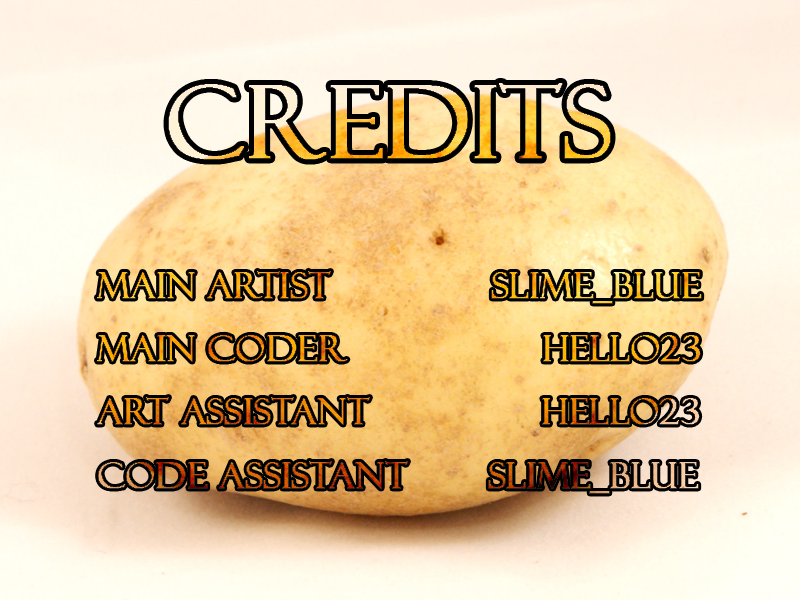 CREDITS
MAIN ARTIST SLIME_BLUE
MAIN CODER HELLO23
ART ASSISTANT HELLO23
CODE ASSISTANT SLIME_BLUE